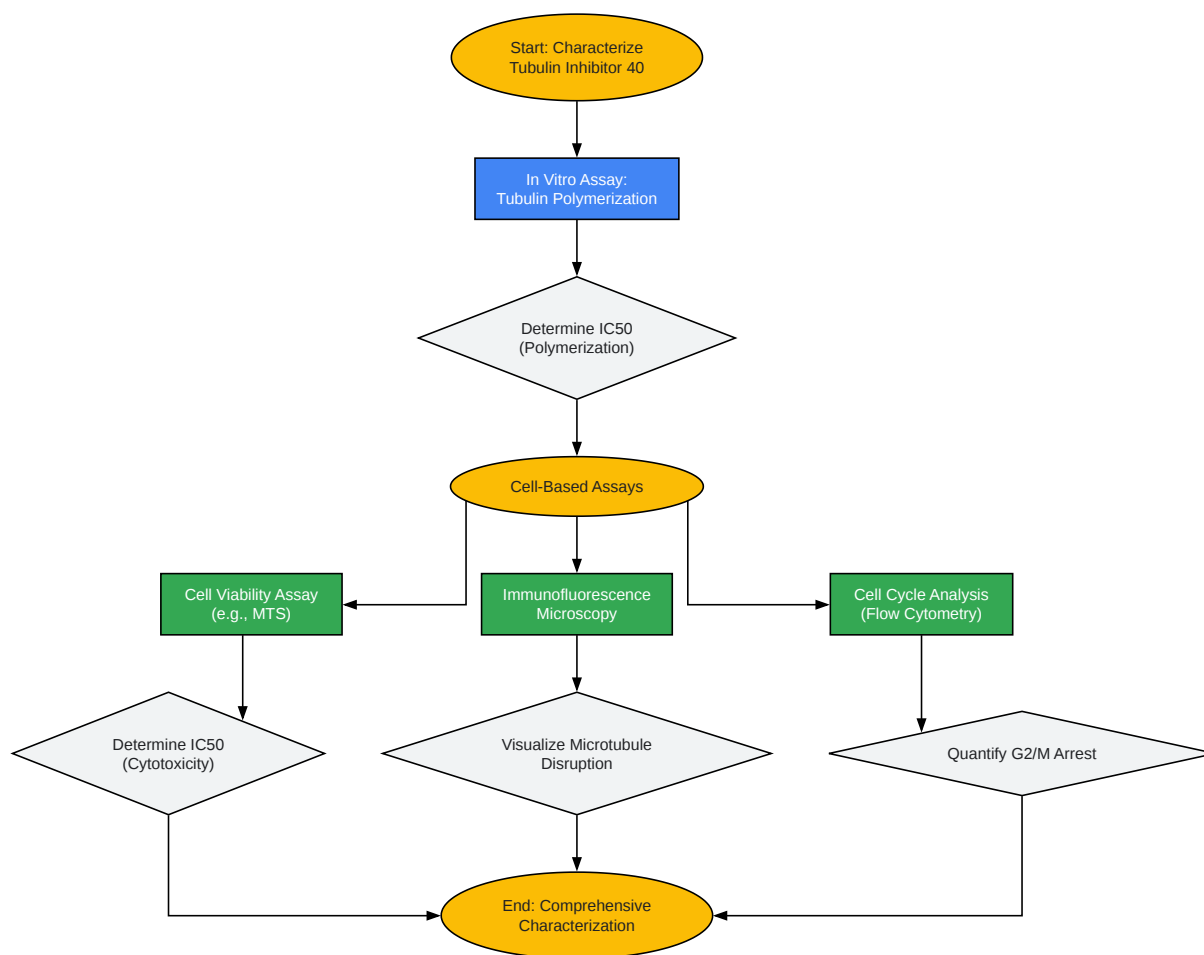 Start: Characterize
Tubulin Inhibitor 40
In Vitro Assay:
Tubulin Polymerization
Determine IC50
(Polymerization)
Cell-Based Assays
Cell Viability Assay
(e.g., MTS)
Immunofluorescence
Microscopy
Cell Cycle Analysis
(Flow Cytometry)
Determine IC50
(Cytotoxicity)
Visualize Microtubule
Disruption
Quantify G2/M Arrest
End: Comprehensive
Characterization